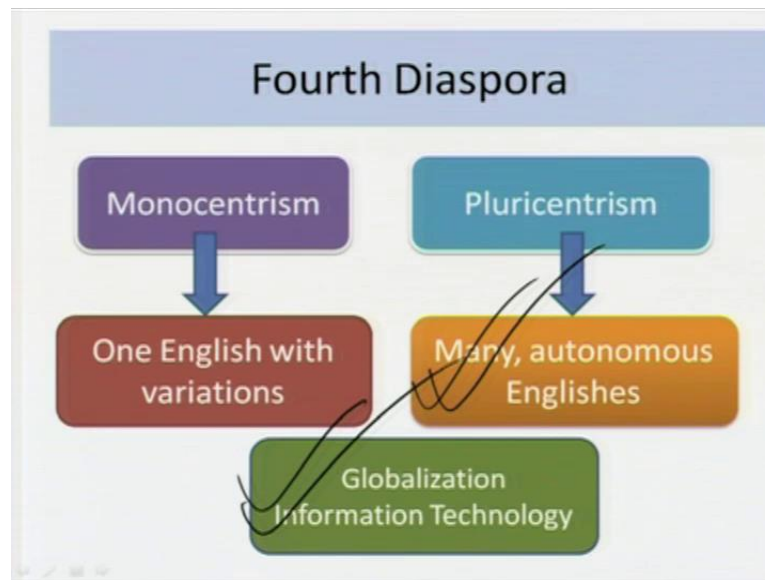 Fourth Diaspora
Monocentrism
Pluricentrism
One English with
variations
Many, autonomous
Englishes
Globalization
Information Technology